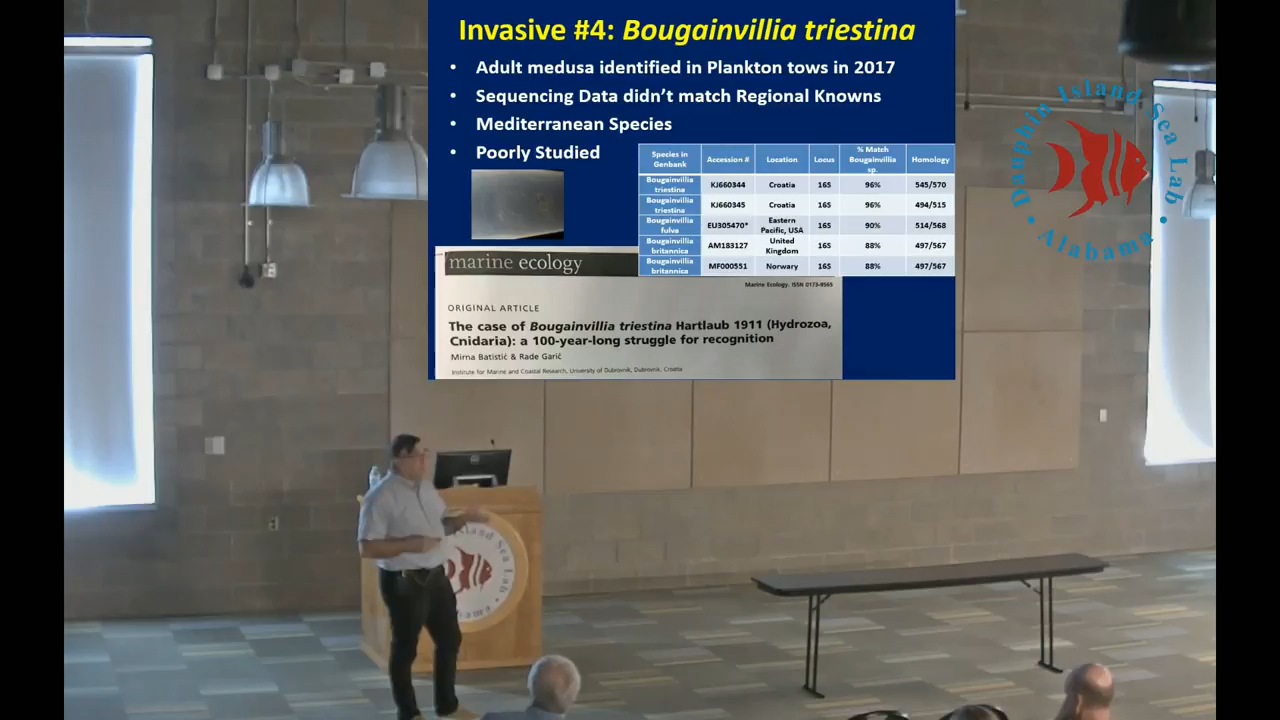 Invasive #4: Bougainvillia triestina
• Adult medusa identified in Plankton tows in 2017
• Sequencing Data didn't match Regional Knowns
• Mediterranean Species
• Poorly Studied
Species in Genbank Accession # Location Locus % Match Bougainvillia sp. Homology
Bougainvillia triestina KJ660344 Croatia 16S 96% 545/570
Bougainvillia triestina KJ660345 Croatia 16S 96% 494/515
Bougainvillia fulva EU305470* Eastern Pacific, USA 16S 90% 514/568
Bougainvillia britannica AM183127 United Kingdom 16S 88% 497/567
Bougainvillia britannica MF000551 Norwary 16S 88% 497/567
marine ecology
Marine Ecology. ISSN 0173-9565
ORIGINAL ARTICLE
The case of Bougainvillia triestina Hartlaub 1911 (Hydrozoa,
Cnidaria): a 100-year-long struggle for recognition
Mirna Batistić & Rade Garić
Institute for Marine and Coastal Research, University of Dubrovnik, Dubrovnik, Croatia
Dauphin Island Sea Lab
• Alabama •
Island Sea Lab